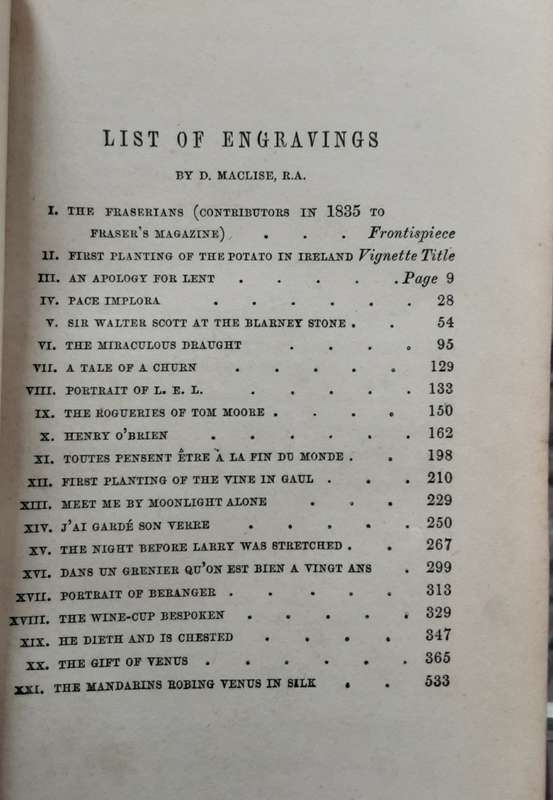 LIST OF ENGRAVINGS
BY D. MACLISE, R.A.
I. THE FRASERIANS (CONTRIBUTORS IN 1835 TO
FRASER'S MAGAZINE) . . . Frontispiece
II. FIRST PLANTING OF THE POTATO IN IRELAND Vignette Title
III. AN APOLOGY FOR LENT . . . . . Page 9
IV. PACE IMPLORA . . . . . . 28
V. SIR WALTER SCOTT AT THE BLARNEY STONE . . 54
VI. THE MIRACULOUS DRAUGHT . . . . 95
VII. A TALE OF A CHURN . . . . . 129
VIII. PORTRAIT OF L. E. L. . . . . . 133
IX. THE ROGUERIES OF TOM MOORE . . . . 150
X. HENRY O'BRIEN . . . . . . 162
XI. TOUTES PENSENT ÊTRE À LA FIN DU MONDE . . 198
XII. FIRST PLANTING OF THE VINE IN GAUL . . . 210
XIII. MEET ME BY MOONLIGHT ALONE . . . 229
XIV. J'AI GARDÉ SON VERRE . . . . . 250
XV. THE NIGHT BEFORE LARRY WAS STRETCHED . . 267
XVI. DANS UN GRENIER QU'ON EST BIEN A VINGT ANS . 299
XVII. PORTRAIT OF BERANGER . . . . . 313
XVIII. THE WINE-CUP BESPOKEN . . . . . 329
XIX. HE DIETH AND IS CHESTED . . . . 347
XX. THE GIFT OF VENUS . . . . . . 365
XXI. THE MANDARINS ROBING VENUS IN SILK . . 533